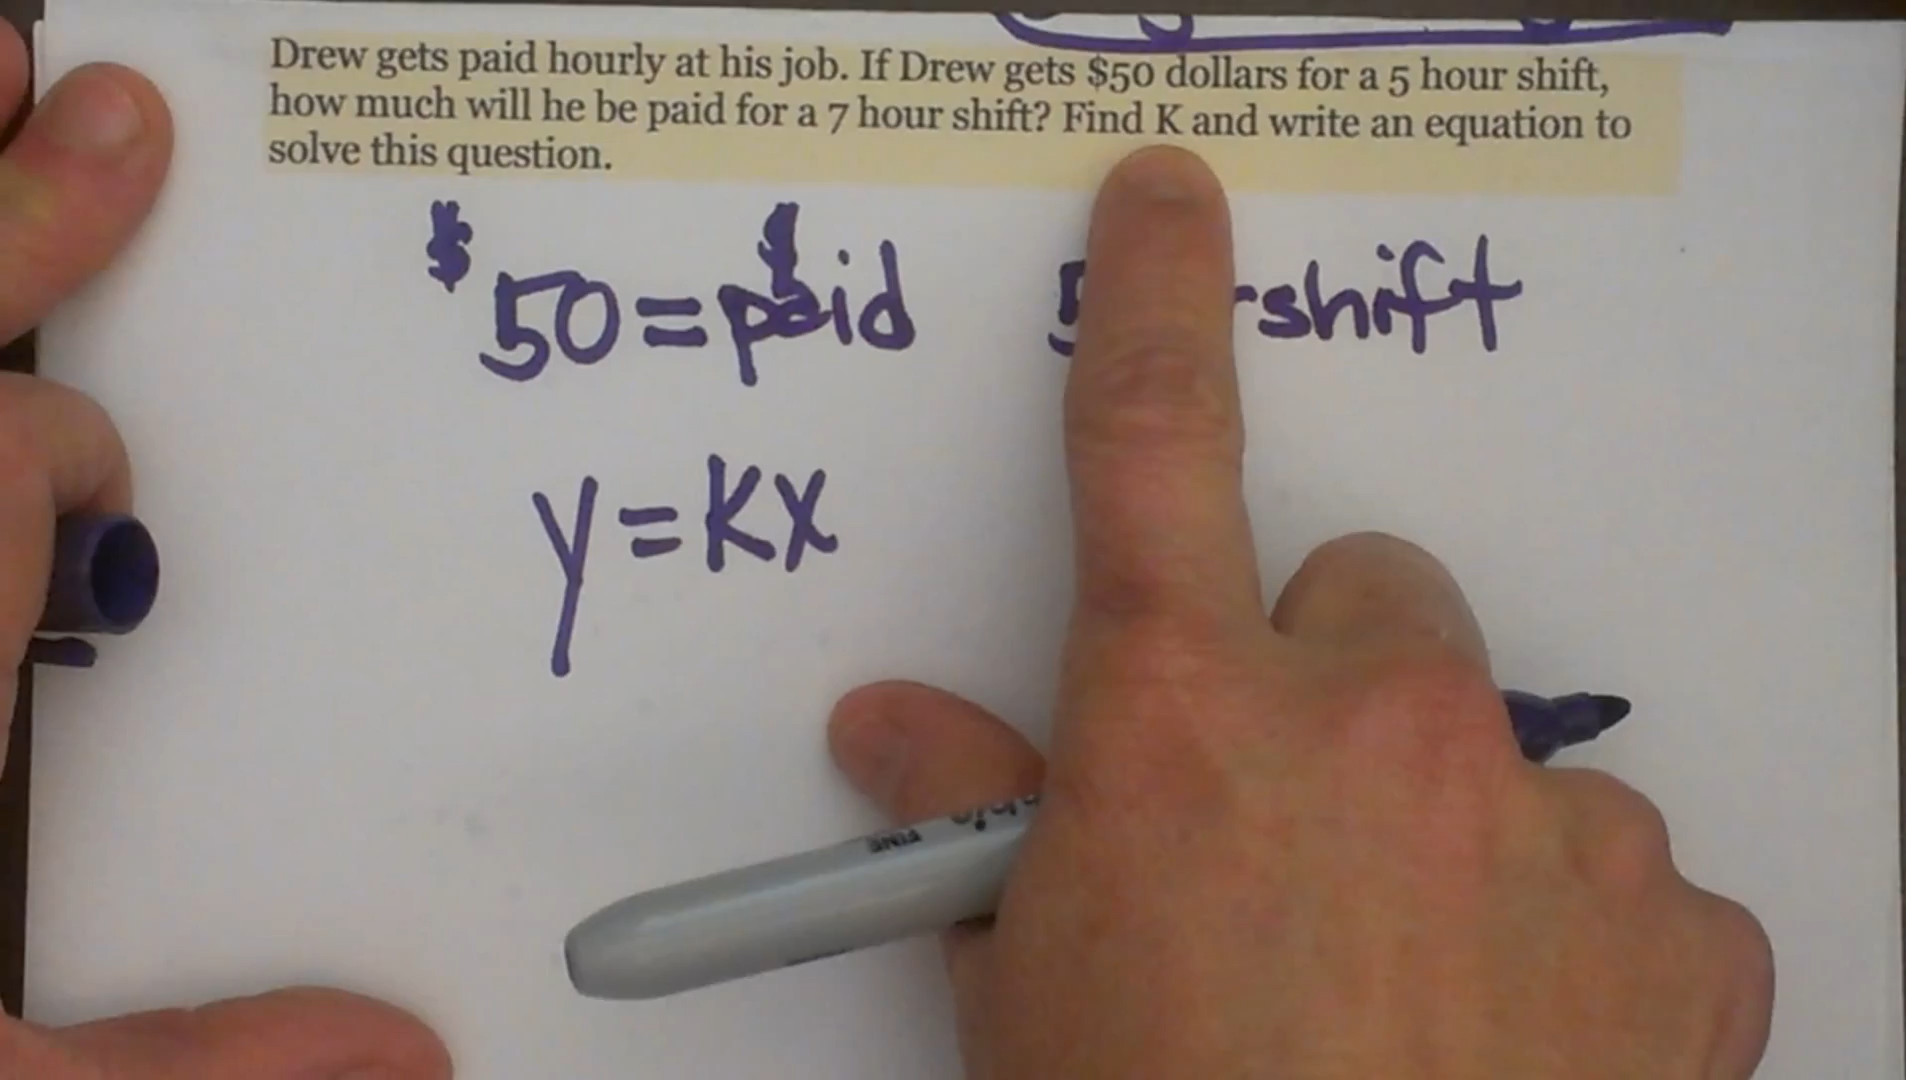 Drew gets paid hourly at his job. If Drew gets $50 dollars for a 5 hour shift,
how much will he be paid for a 7 hour shift? Find K and write an equation to
solve this question.
$50 = paid shift
y = kx
FINE